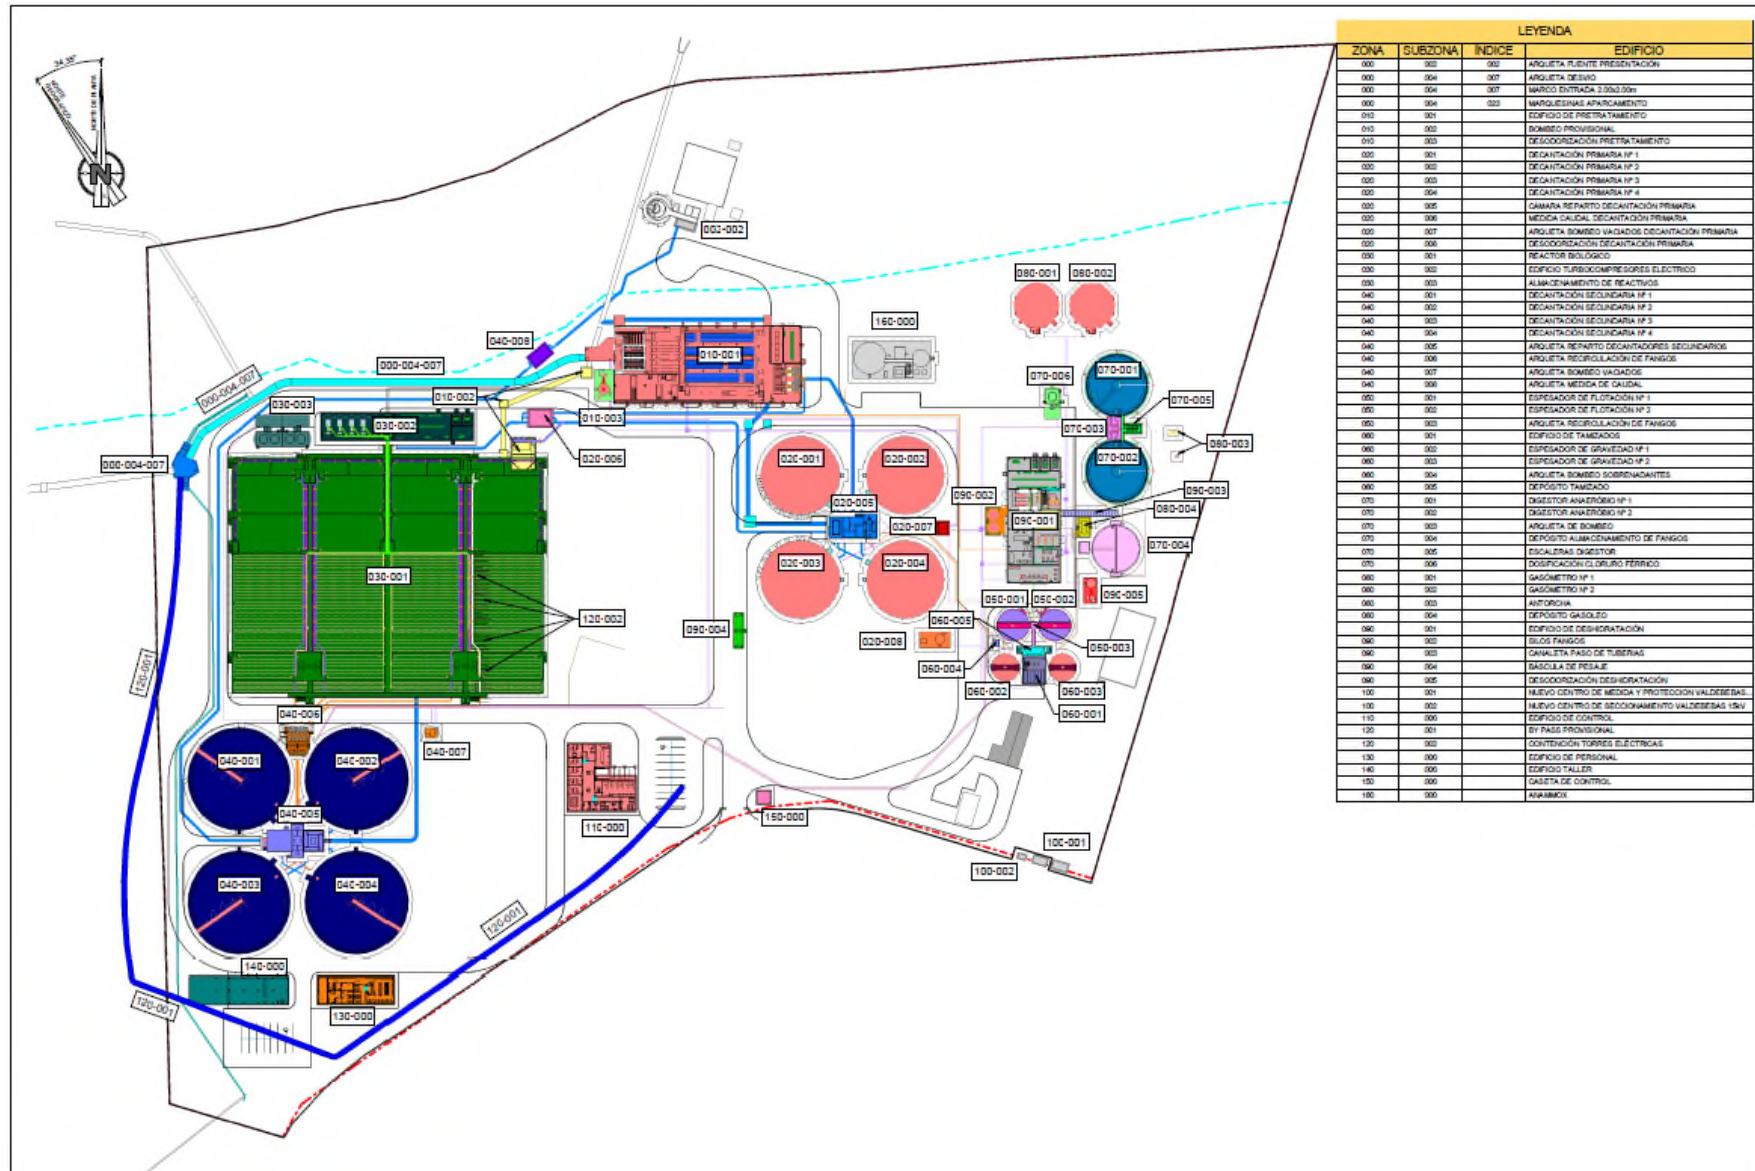 34,35°
NORTE GEOGRÁFICO
NORTE DE PLANTA
N
002-002
080-001
080-002
160-000
040-008
010-001
000-004-007
000-004-007
070-001
070-006
070-005
010-002
030-003
030-002
010-003
070-003
080-003
020-001
020-002
070-002
000-004-007
020-006
090-003
090-002
020-005
080-004
020-007
090-001
070-004
020-003
020-004
030-001
090-005
050-001
050-002
120-002
060-005
090-004
020-008
050-003
060-004
120-001
060-002
060-003
040-006
060-001
040-007
040-001
040-002
040-005
150-000
110-000
100-001
100-002
040-003
040-004
120-001
140-000
120-001
130-000
LEYENDA
ZONA SUBZONA ÍNDICE EDIFICIO
000 002 002 ARQUETA FUENTE PRESENTACIÓN
000 004 007 ARQUETA DESVIO
000 004 007 MARCO ENTRADA 2.00x2.00m
000 004 023 MARQUESINAS APARCAMIENTO
010 001 EDIFICIO DE PRETRATAMIENTO
010 002 BOMBEO PROVISIONAL
010 003 DESODORIZACIÓN PRETRATAMIENTO
020 001 DECANTACIÓN PRIMARIA Nº 1
020 002 DECANTACIÓN PRIMARIA Nº 2
020 003 DECANTACIÓN PRIMARIA Nº 3
020 004 DECANTACIÓN PRIMARIA Nº 4
020 005 CÁMARA REPARTO DECANTACIÓN PRIMARIA
020 006 MEDIDA CAUDAL DECANTACIÓN PRIMARIA
020 007 ARQUETA BOMBEO VACIADOS DECANTACIÓN PRIMARIA
020 008 DESODORIZACIÓN DECANTACIÓN PRIMARIA
030 001 REACTOR BIOLÓGICO
030 002 EDIFICIO TURBOCOMPRESORES ELECTRICO
030 003 ALMACENAMIENTO DE REACTIVOS
040 001 DECANTACIÓN SECUNDARIA Nº 1
040 002 DECANTACIÓN SECUNDARIA Nº 2
040 003 DECANTACIÓN SECUNDARIA Nº 3
040 004 DECANTACIÓN SECUNDARIA Nº 4
040 005 ARQUETA REPARTO DECANTADORES SECUNDARIOS
040 006 ARQUETA RECIRCULACIÓN DE FANGOS
040 007 ARQUETA BOMBEO VACIADOS
040 008 ARQUETA MEDIDA DE CAUDAL
050 001 ESPESADOR DE FLOTACIÓN Nº 1
050 002 ESPESADOR DE FLOTACIÓN Nº 2
050 003 ARQUETA RECIRCULACIÓN DE FANGOS
060 001 EDIFICIO DE TAMIZADOS
060 002 ESPESADOR DE GRAVEDAD Nº 1
060 003 ESPESADOR DE GRAVEDAD Nº 2
060 004 ARQUETA BOMBEO SOBRENADANTES
060 005 DEPÓSITO TAMIZADO
070 001 DIGESTOR ANAERÓBIO Nº 1
070 002 DIGESTOR ANAERÓBIO Nº 2
070 003 ARQUETA DE BOMBEO
070 004 DEPÓSITO ALMACENAMIENTO DE FANGOS
070 005 ESCALERAS DIGESTOR
070 006 DOSIFICACIÓN CLORURO FÉRRICO
080 001 GASÓMETRO Nº 1
080 002 GASÓMETRO Nº 2
080 003 ANTORCHA
080 004 DEPÓSITO GASOLEO
090 001 EDIFICIO DE DESHIDRATACIÓN
090 002 SILOS FANGOS
090 003 CANALETA PASO DE TUBERIAS
090 004 BÁSCULA DE PESAJE
090 005 DESODORIZACIÓN DESHIDRATACIÓN
100 001 NUEVO CENTRO DE MEDIDA Y PROTECCION VALDEBEBAS...
100 002 NUEVO CENTRO DE SECCIONAMIENTO VALDEBEBAS 15kV
110 000 EDIFICIO DE CONTROL
120 001 BY PASS PROVISIONAL
120 002 CONTENCIÓN TORRES ELÉCTRICAS
130 000 EDIFICIO DE PERSONAL
140 000 EDIFICIO TALLER
150 000 CASETA DE CONTROL
160 000 ANAMMOX